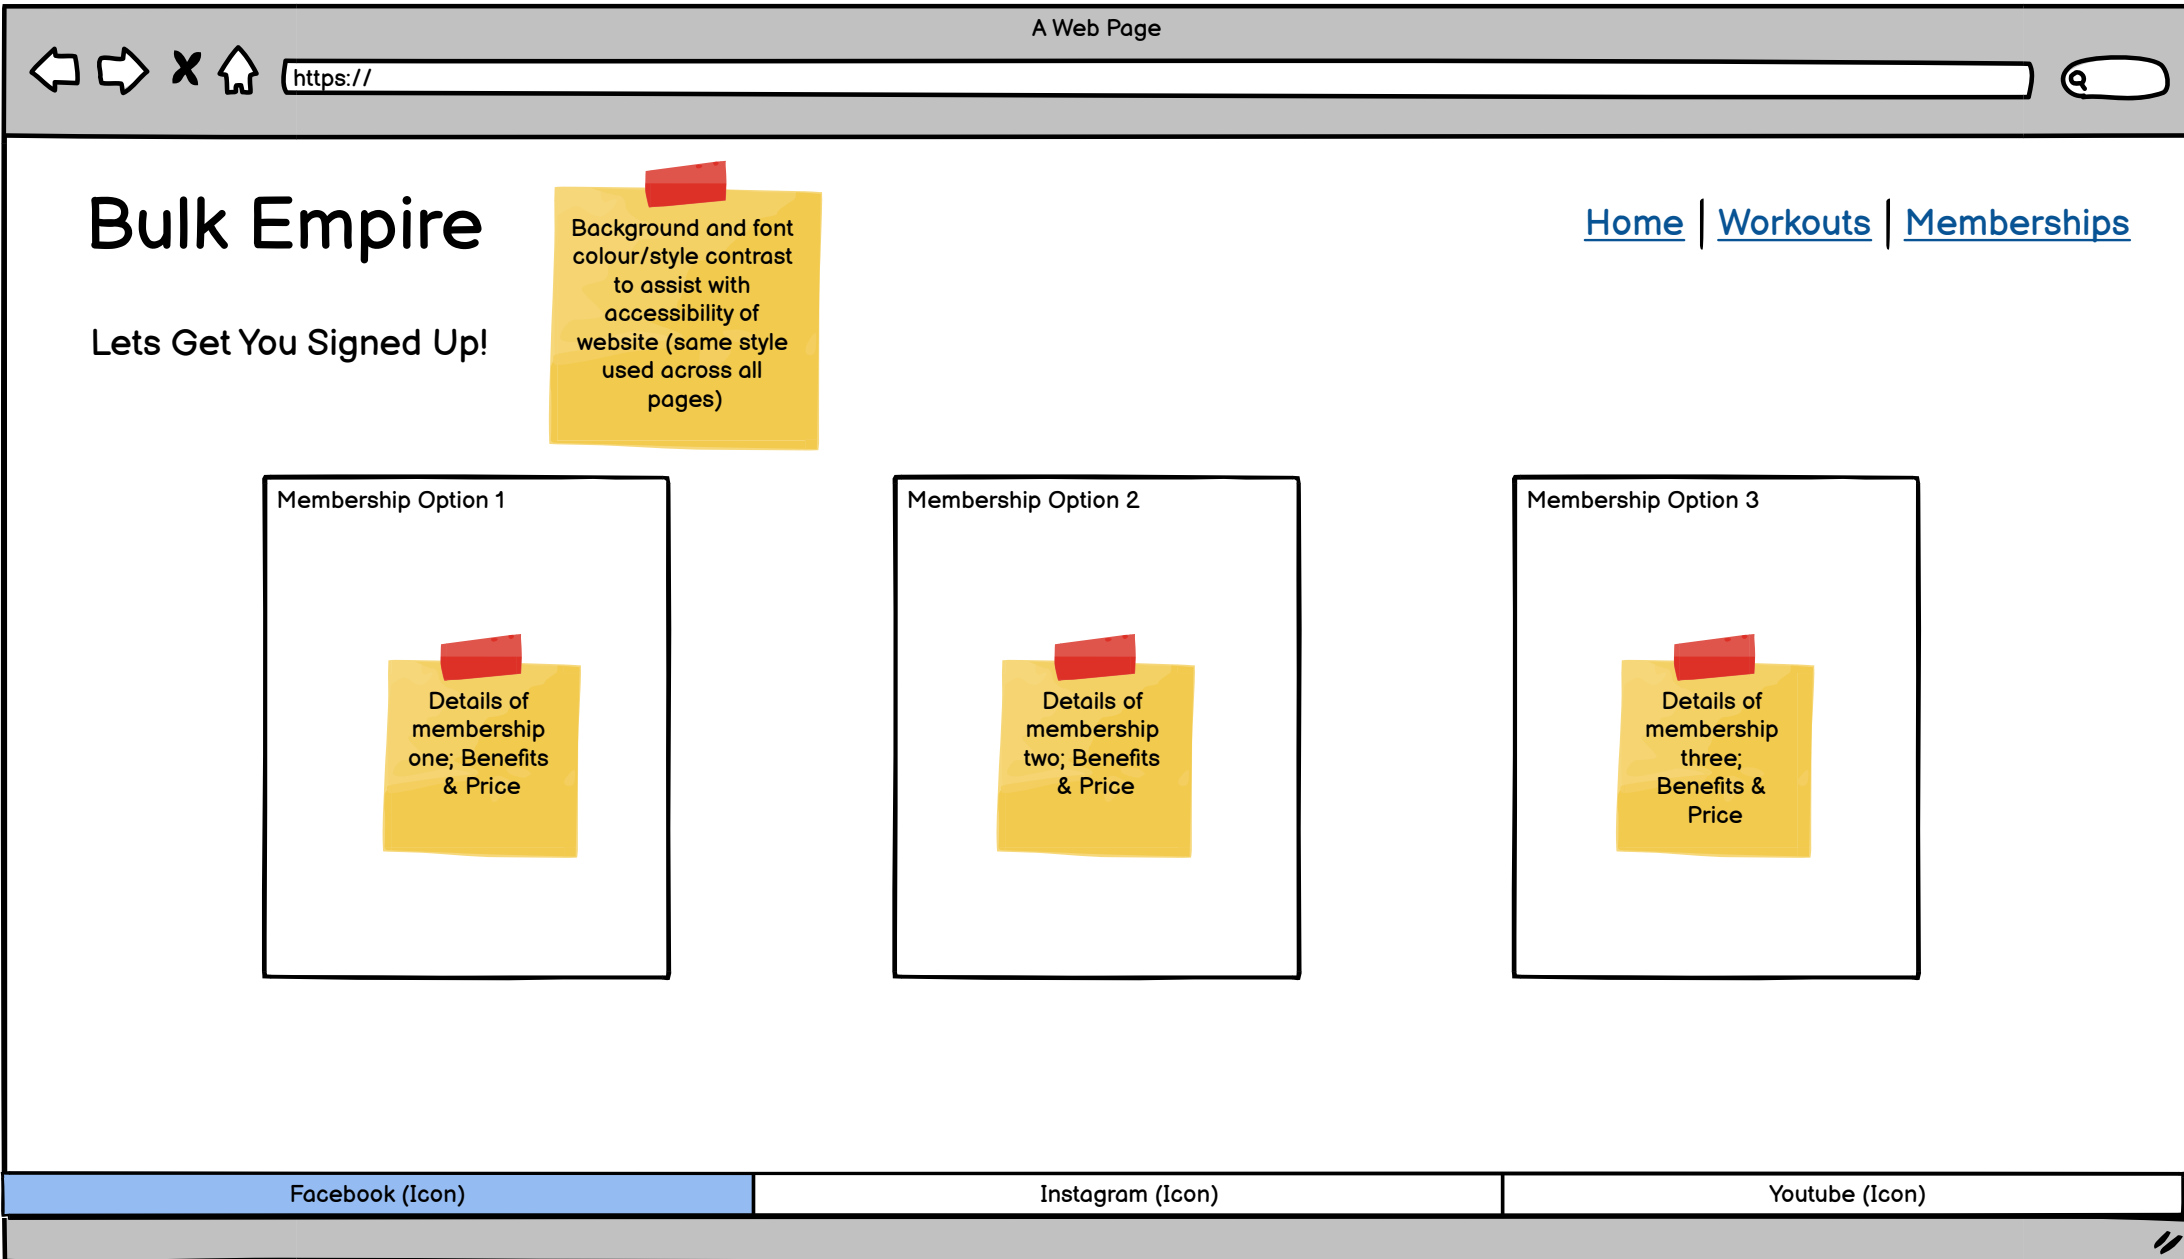 A Web Page
https://
Bulk Empire
Home | Workouts | Memberships
Background and font
colour/style contrast
to assist with
accessibility of
website (same style
used across all
pages)
Lets Get You Signed Up!
Membership Option 1
Details of
membership
one; Benefits
& Price
Membership Option 2
Details of
membership
two; Benefits
& Price
Membership Option 3
Details of
membership
three;
Benefits &
Price
Facebook (Icon)
Instagram (Icon)
Youtube (Icon)